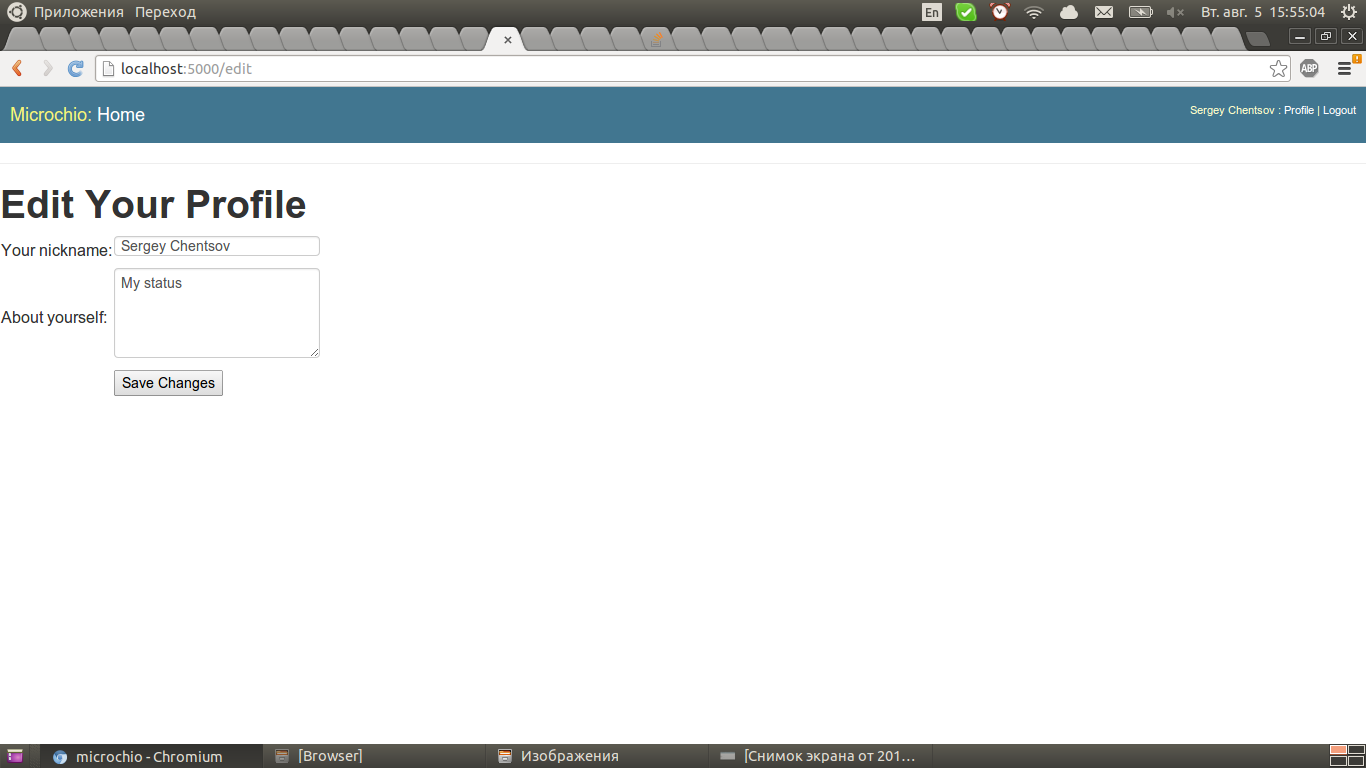 Приложения Переход
En
Вт. авг. 5 15:55:04
localhost:5000/edit
ABP
Microchio: Home
Sergey Chentsov : Profile | Logout
Edit Your Profile
Your nickname: Sergey Chentsov
My status
About yourself:
Save Changes
microchio - Chromium
[Browser]
Изображения
[Снимок экрана от 201...